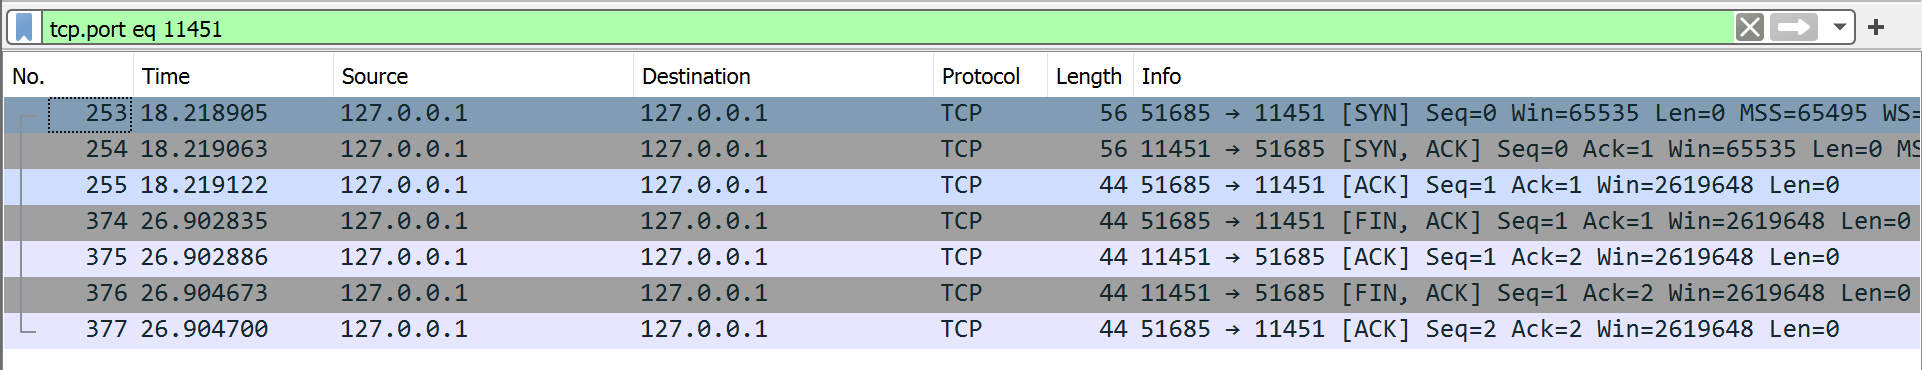 tcp.port eq 11451
No. Time Source Destination Protocol Length Info
253 18.218905 127.0.0.1 127.0.0.1 TCP 56 51685 → 11451 [SYN] Seq=0 Win=65535 Len=0 MSS=65495 WS=
254 18.219063 127.0.0.1 127.0.0.1 TCP 56 11451 → 51685 [SYN, ACK] Seq=0 Ack=1 Win=65535 Len=0 MS
255 18.219122 127.0.0.1 127.0.0.1 TCP 44 51685 → 11451 [ACK] Seq=1 Ack=1 Win=2619648 Len=0
374 26.902835 127.0.0.1 127.0.0.1 TCP 44 51685 → 11451 [FIN, ACK] Seq=1 Ack=1 Win=2619648 Len=0
375 26.902886 127.0.0.1 127.0.0.1 TCP 44 11451 → 51685 [ACK] Seq=1 Ack=2 Win=2619648 Len=0
376 26.904673 127.0.0.1 127.0.0.1 TCP 44 11451 → 51685 [FIN, ACK] Seq=1 Ack=2 Win=2619648 Len=0
377 26.904700 127.0.0.1 127.0.0.1 TCP 44 51685 → 11451 [ACK] Seq=2 Ack=2 Win=2619648 Len=0